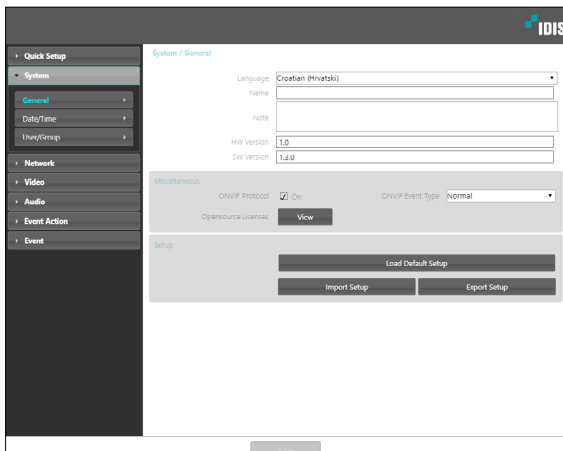 IDIS
Quick Setup
System
General
Date/Time
User/Group
Network
Video
Audio
Event Action
Event
System / General
Language Croatian (Hrvatski)
Name
Note
HW Version 1.0
SW Version 1.3.0
Miscellaneous
ONVIF Protocol On ONVIF Event Type Normal
Opensource Licenses View
Setup
Load Default Setup
Import Setup Export Setup